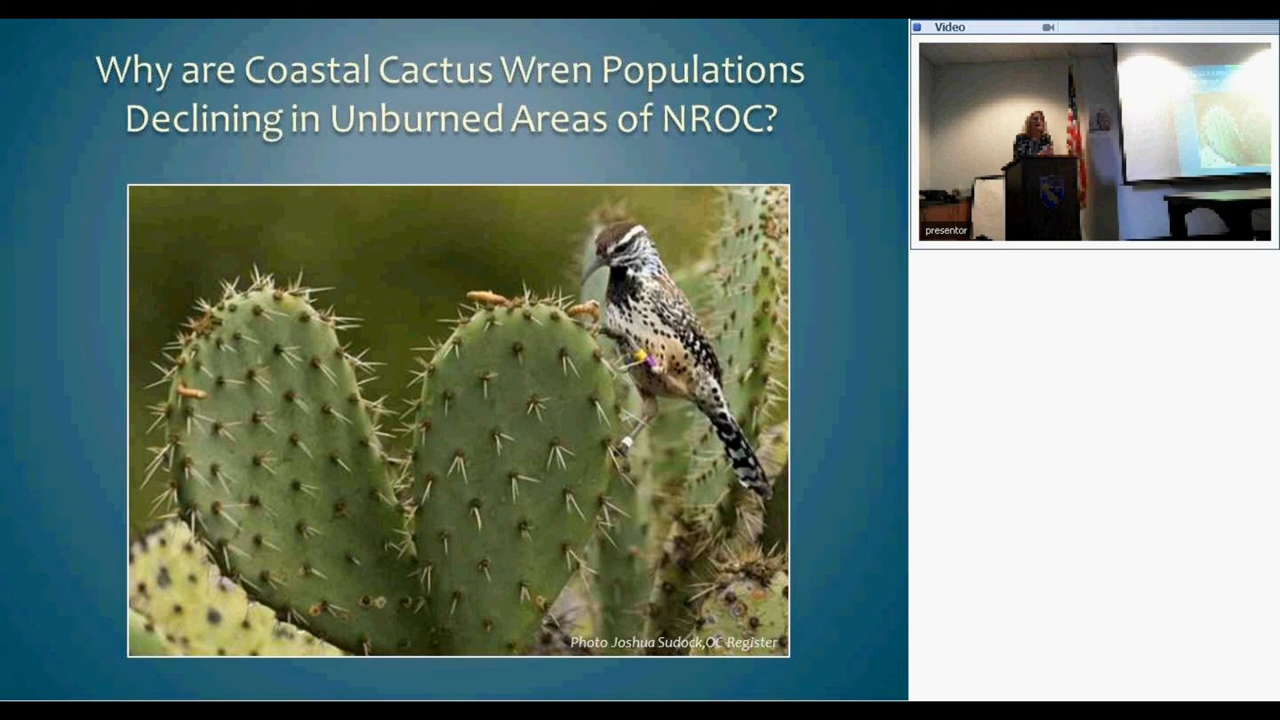 Why are Coastal Cactus Wren Populations
Declining in Unburned Areas of NROC?
Photo Joshua Sudock,OC Register
Video
presentor